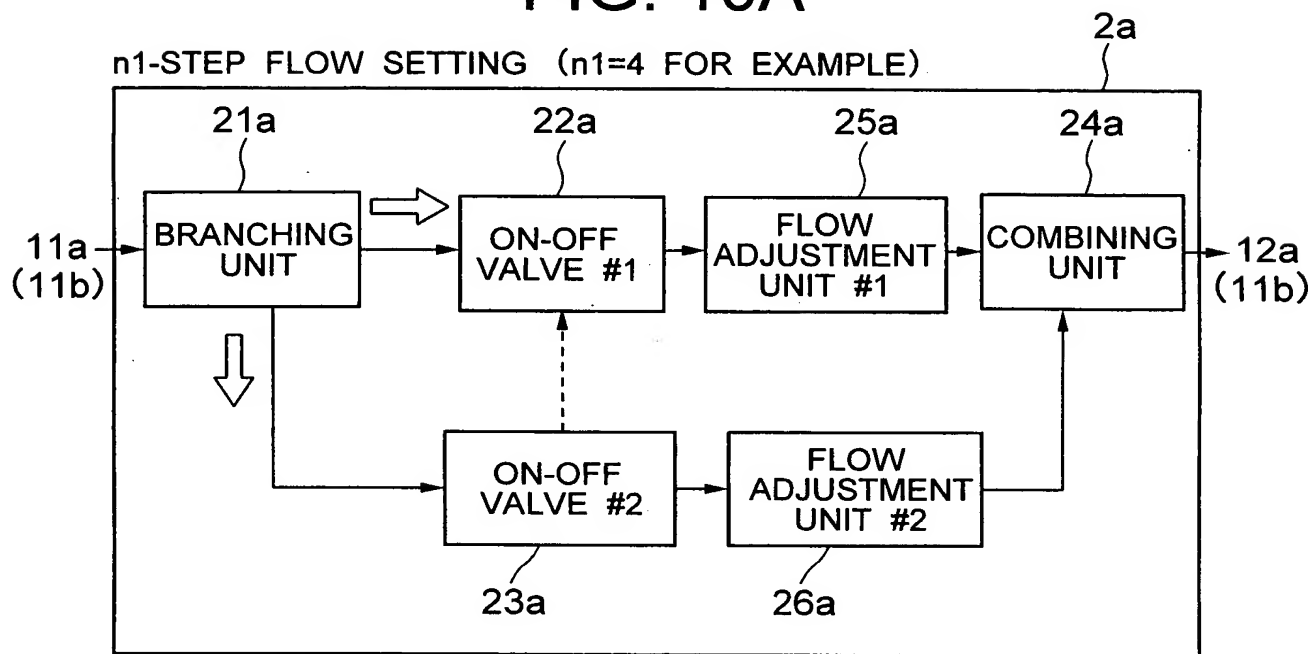 2a
n1-STEP FLOW SETTING (n1=4 FOR EXAMPLE)
21a
22a
25a
24a
11a
(11b)
BRANCHING
UNIT
ON-OFF
VALVE #1
FLOW
ADJUSTMENT
UNIT #1
COMBINING
UNIT
12a
(11b)
ON-OFF
VALVE #2
FLOW
ADJUSTMENT
UNIT #2
23a
26a